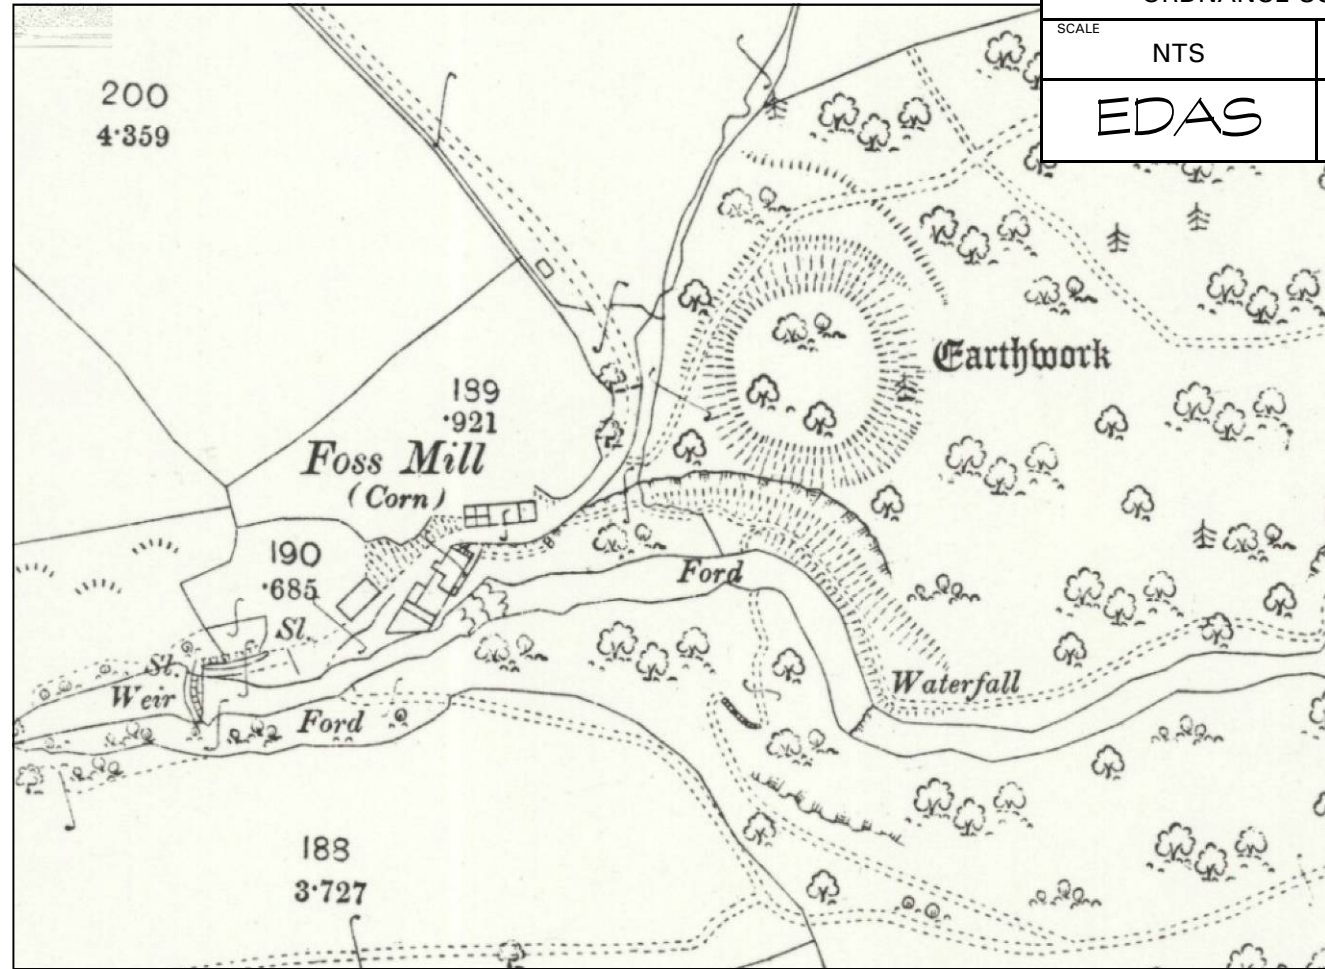 SCALE
NTS
EDAS
200
4·359
Earthwork
189
·921
Foss Mill
(Corn)
190
·685
Ford
Sl.
Sl.
Weir
Ford
Waterfall
188
3·727